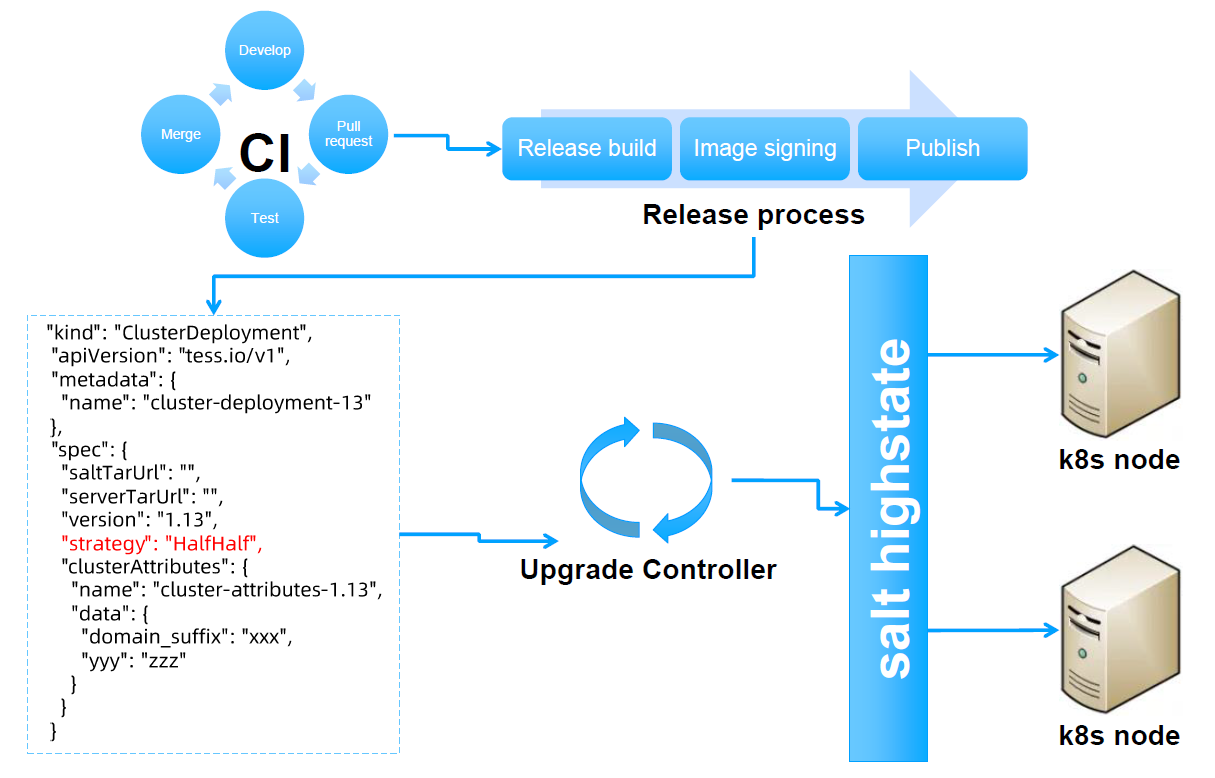 Develop
Merge
CI
Pull
request
Test
Release build
Image signing
Publish
Release process
"kind": "ClusterDeployment",
"apiVersion": "tess.io/v1",
"metadata": {
"name": "cluster-deployment-13"
},
"spec": {
"saltTarUrl": "",
"serverTarUrl": "",
"version": "1.13",
"strategy": "HalfHalf",
"clusterAttributes": {
"name": "cluster-attributes-1.13",
"data": {
"domain_suffix": "xxx",
"yyy": "zzz"
}
}
}
Upgrade Controller
salt highstate
k8s node
k8s node